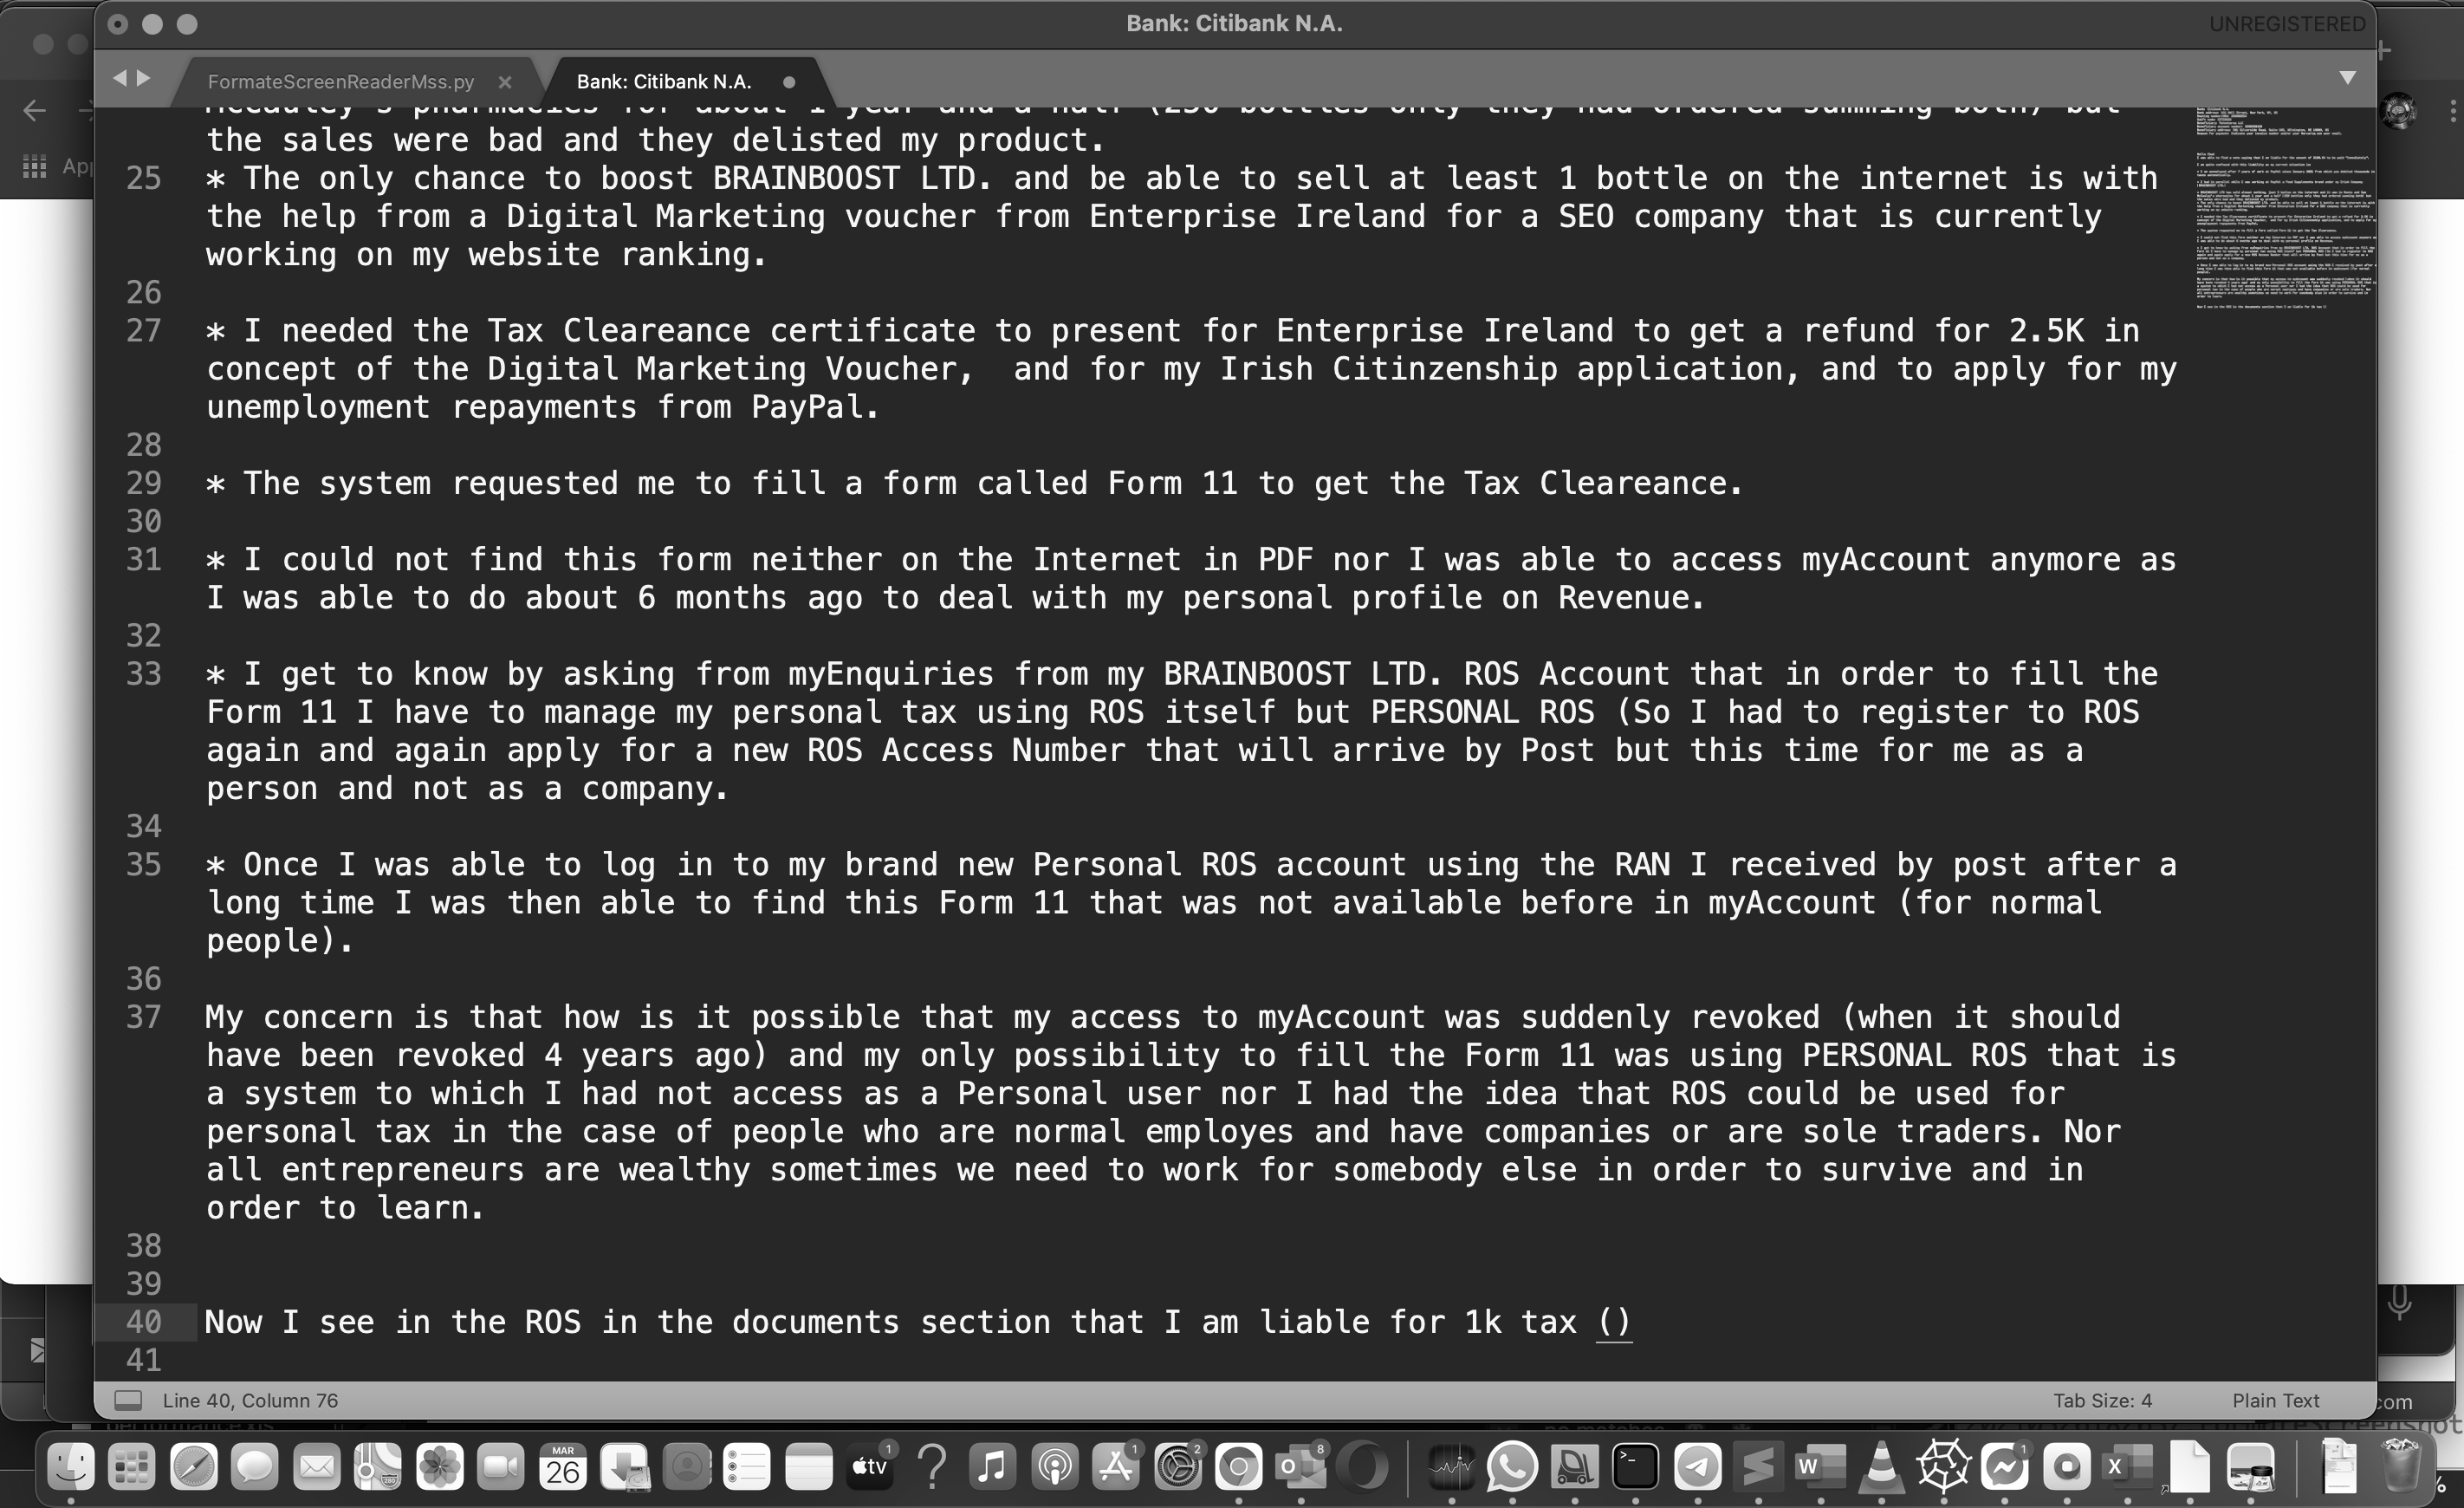 Bank: Citibank N.A.
UNREGISTERED
FormateScreenReaderMss.py
Bank: Citibank N.A.
for about 1 year and a half (250 bottles only they had ordered summing both) but
the sales were bad and they delisted my product.
25 * The only chance to boost BRAINBOOST LTD. and be able to sell at least 1 bottle on the internet is with
the help from a Digital Marketing voucher from Enterprise Ireland for a SEO company that is currently
working on my website ranking.
26
27 * I needed the Tax Cleareance certificate to present for Enterprise Ireland to get a refund for 2.5K in
concept of the Digital Marketing Voucher,  and for my Irish Citinzenship application, and to apply for my
unemployment repayments from PayPal.
28
29 * The system requested me to fill a form called Form 11 to get the Tax Cleareance.
30
31 * I could not find this form neither on the Internet in PDF nor I was able to access myAccount anymore as
I was able to do about 6 months ago to deal with my personal profile on Revenue.
32
33 * I get to know by asking from myEnquiries from my BRAINBOOST LTD. ROS Account that in order to fill the
Form 11 I have to manage my personal tax using ROS itself but PERSONAL ROS (So I had to register to ROS
again and again apply for a new ROS Access Number that will arrive by Post but this time for me as a
person and not as a company.
34
35 * Once I was able to log in to my brand new Personal ROS account using the RAN I received by post after a
long time I was then able to find this Form 11 that was not available before in myAccount (for normal
people).
36
37 My concern is that how is it possible that my access to myAccount was suddenly revoked (when it should
have been revoked 4 years ago) and my only possibility to fill the Form 11 was using PERSONAL ROS that is
a system to which I had not access as a Personal user nor I had the idea that ROS could be used for
personal tax in the case of people who are normal employes and have companies or are sole traders. Nor
all entrepreneurs are wealthy sometimes we need to work for somebody else in order to survive and in
order to learn.
38
39
40 Now I see in the ROS in the documents section that I am liable for 1k tax ()
41
Line 40, Column 76
Tab Size: 4
Plain Text
com
MAR
26
tv